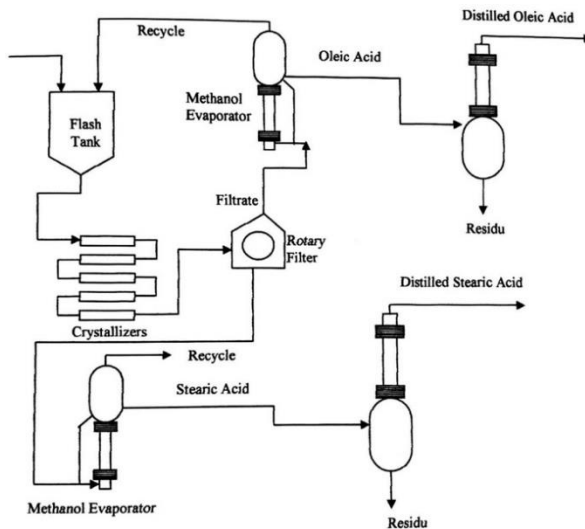 Distilled Oleic Acid
Recycle
Oleic Acid
Methanol
Evaporator
Flash
Tank
Filtrate
Residu
Rotary
Filter
Distilled Stearic Acid
Crystallizers
Recycle
Stearic Acid
Methanol Evaporator
Residu